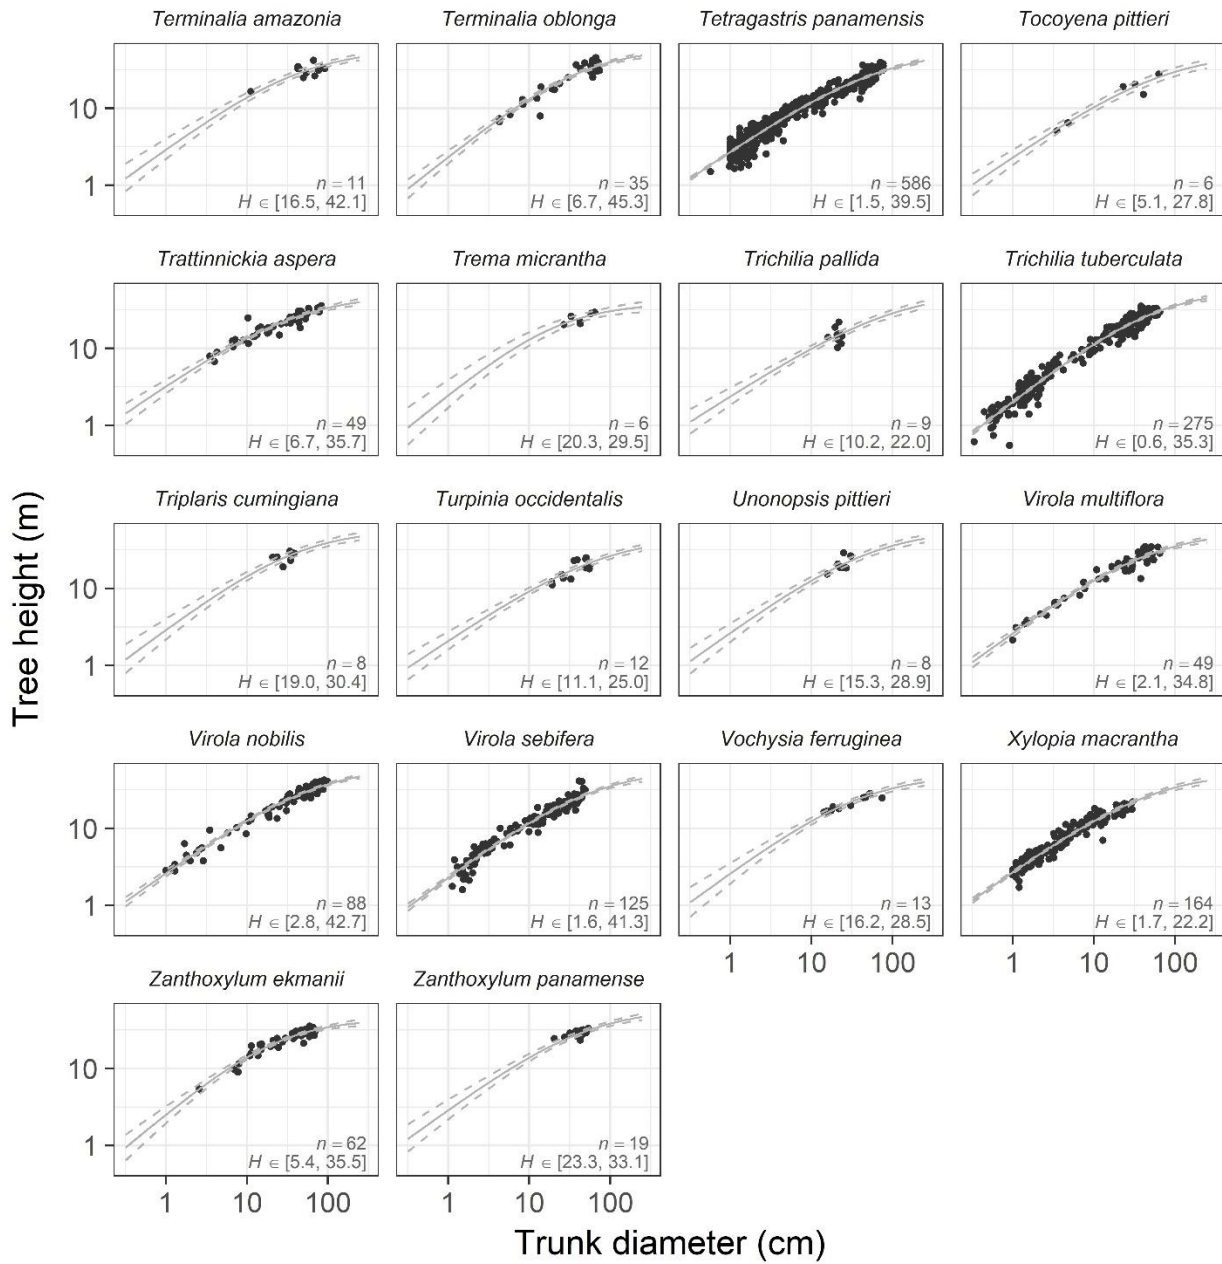 Terminalia amazonia
Terminalia oblonga
Tetragastris panamensis
Tocoyena pittieri
10
1
n = 11
H ∈ [16.5, 42.1]
n = 35
H ∈ [6.7, 45.3]
n = 586
H ∈ [1.5, 39.5]
n = 6
H ∈ [5.1, 27.8]
Trattinnickia aspera
Trema micrantha
Trichilia pallida
Trichilia tuberculata
10
1
n = 49
H ∈ [6.7, 35.7]
n = 6
H ∈ [20.3, 29.5]
n = 9
H ∈ [10.2, 22.0]
n = 275
H ∈ [0.6, 35.3]
Triplaris cumingiana
Turpinia occidentalis
Unonopsis pittieri
Virola multiflora
10
1
n = 8
H ∈ [19.0, 30.4]
n = 12
H ∈ [11.1, 25.0]
n = 8
H ∈ [15.3, 28.9]
n = 49
H ∈ [2.1, 34.8]
Tree height (m)
Virola nobilis
Virola sebifera
Vochysia ferruginea
Xylopia macrantha
10
1
n = 88
H ∈ [2.8, 42.7]
n = 125
H ∈ [1.6, 41.3]
n = 13
H ∈ [16.2, 28.5]
n = 164
H ∈ [1.7, 22.2]
1 10 100
1 10 100
Zanthoxylum ekmanii
Zanthoxylum panamense
10
1
n = 62
H ∈ [5.4, 35.5]
n = 19
H ∈ [23.3, 33.1]
1 10 100
1 10 100
Trunk diameter (cm)